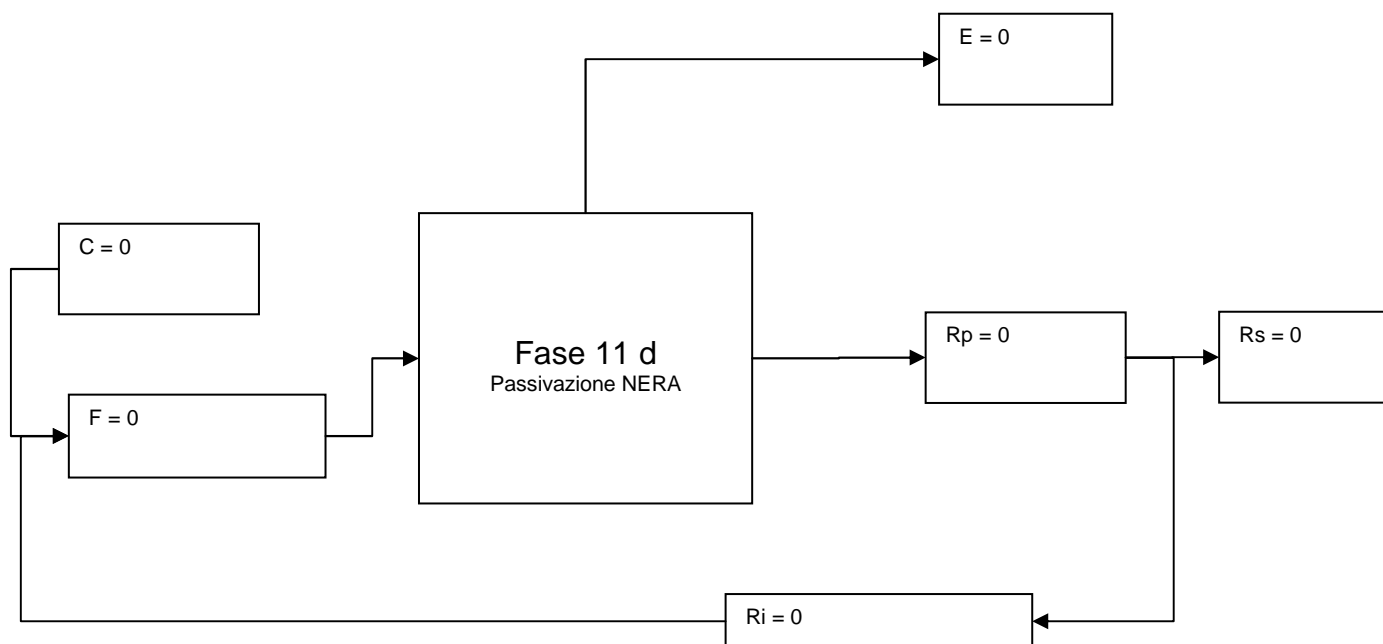 E = 0
C = 0
Fase 11 d
Passivazione NERA
Rp = 0
Rs = 0
F = 0
Ri = 0